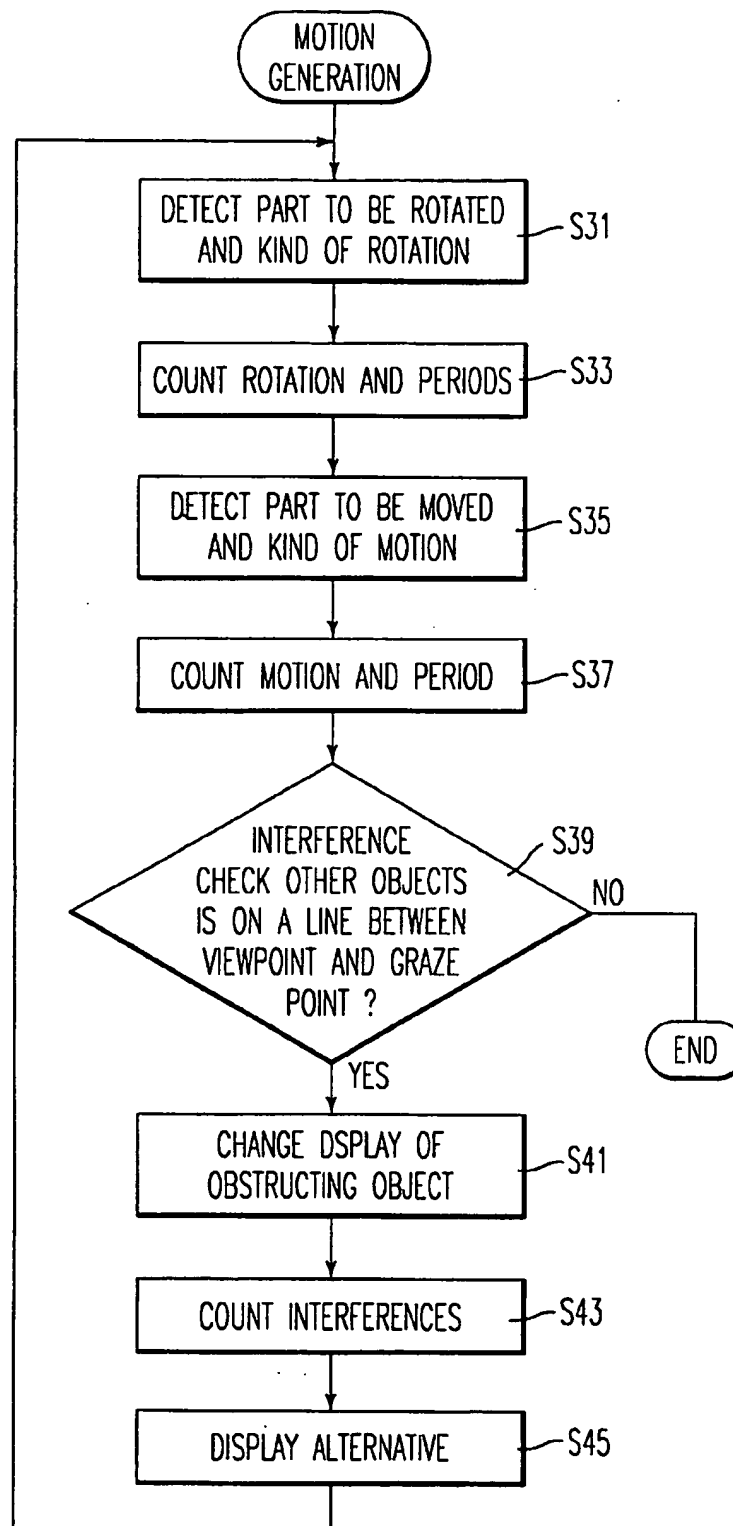 MOTION
GENERATION
DETECT PART TO BE ROTATED
AND KIND OF ROTATION
S31
COUNT ROTATION AND PERIODS
S33
DETECT PART TO BE MOVED
AND KIND OF MOTION
S35
COUNT MOTION AND PERIOD
S37
INTERFERENCE
CHECK OTHER OBJECTS
IS ON A LINE BETWEEN
VIEWPOINT AND GRAZE
POINT ?
S39
NO
END
YES
CHANGE DSPLAY OF
OBSTRUCTING OBJECT
S41
COUNT INTERFERENCES
S43
DISPLAY ALTERNATIVE
S45